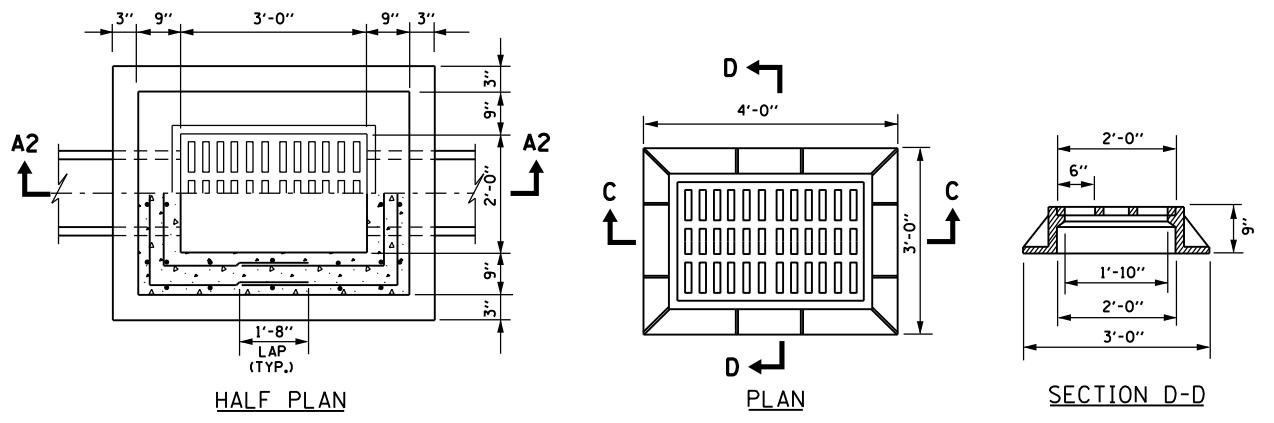 3" 9" 3'-0" 9" 3"
3"
9"
2'-0"
9"
3"
A2 A2
1'-8"
LAP
(TYP.)
HALF PLAN
D
4'-0"
C C
3'-0"
D
PLAN
2'-0"
6"
9"
1'-10"
2'-0"
3'-0"
SECTION D-D